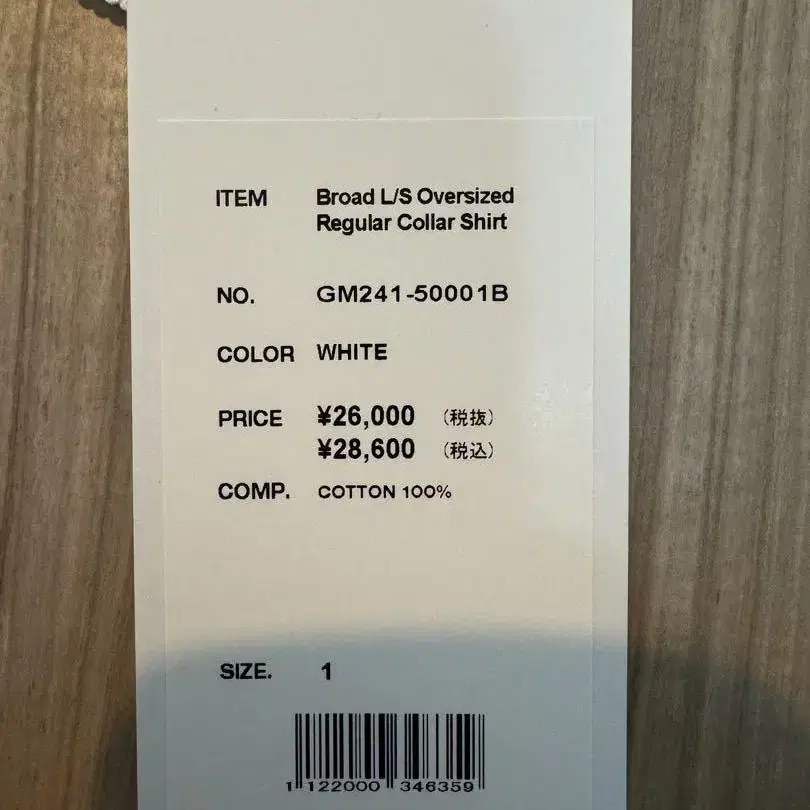 ITEM Broad L/S Oversized
Regular Collar Shirt
NO. GM241-50001B
COLOR WHITE
PRICE ¥26,000 (税抜)
¥28,600 (税込)
COMP. COTTON 100%
SIZE. 1
1 122000 346359